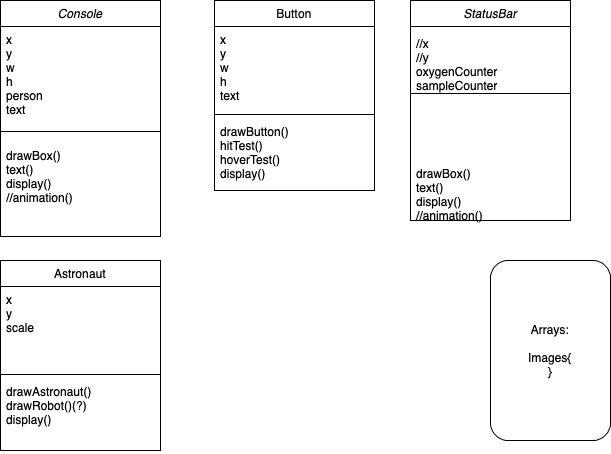 Console
x
y
w
h
person
text
drawBox()
text()
display()
//animation()
Button
x
y
w
h
text
drawButton()
hitTest()
hoverTest()
display()
StatusBar
//x
//y
oxygenCounter
sampleCounter
drawBox()
text()
display()
//animation()
Astronaut
x
y
scale
drawAstronaut()
drawRobot()(?)
display()
Arrays:
Images{
}